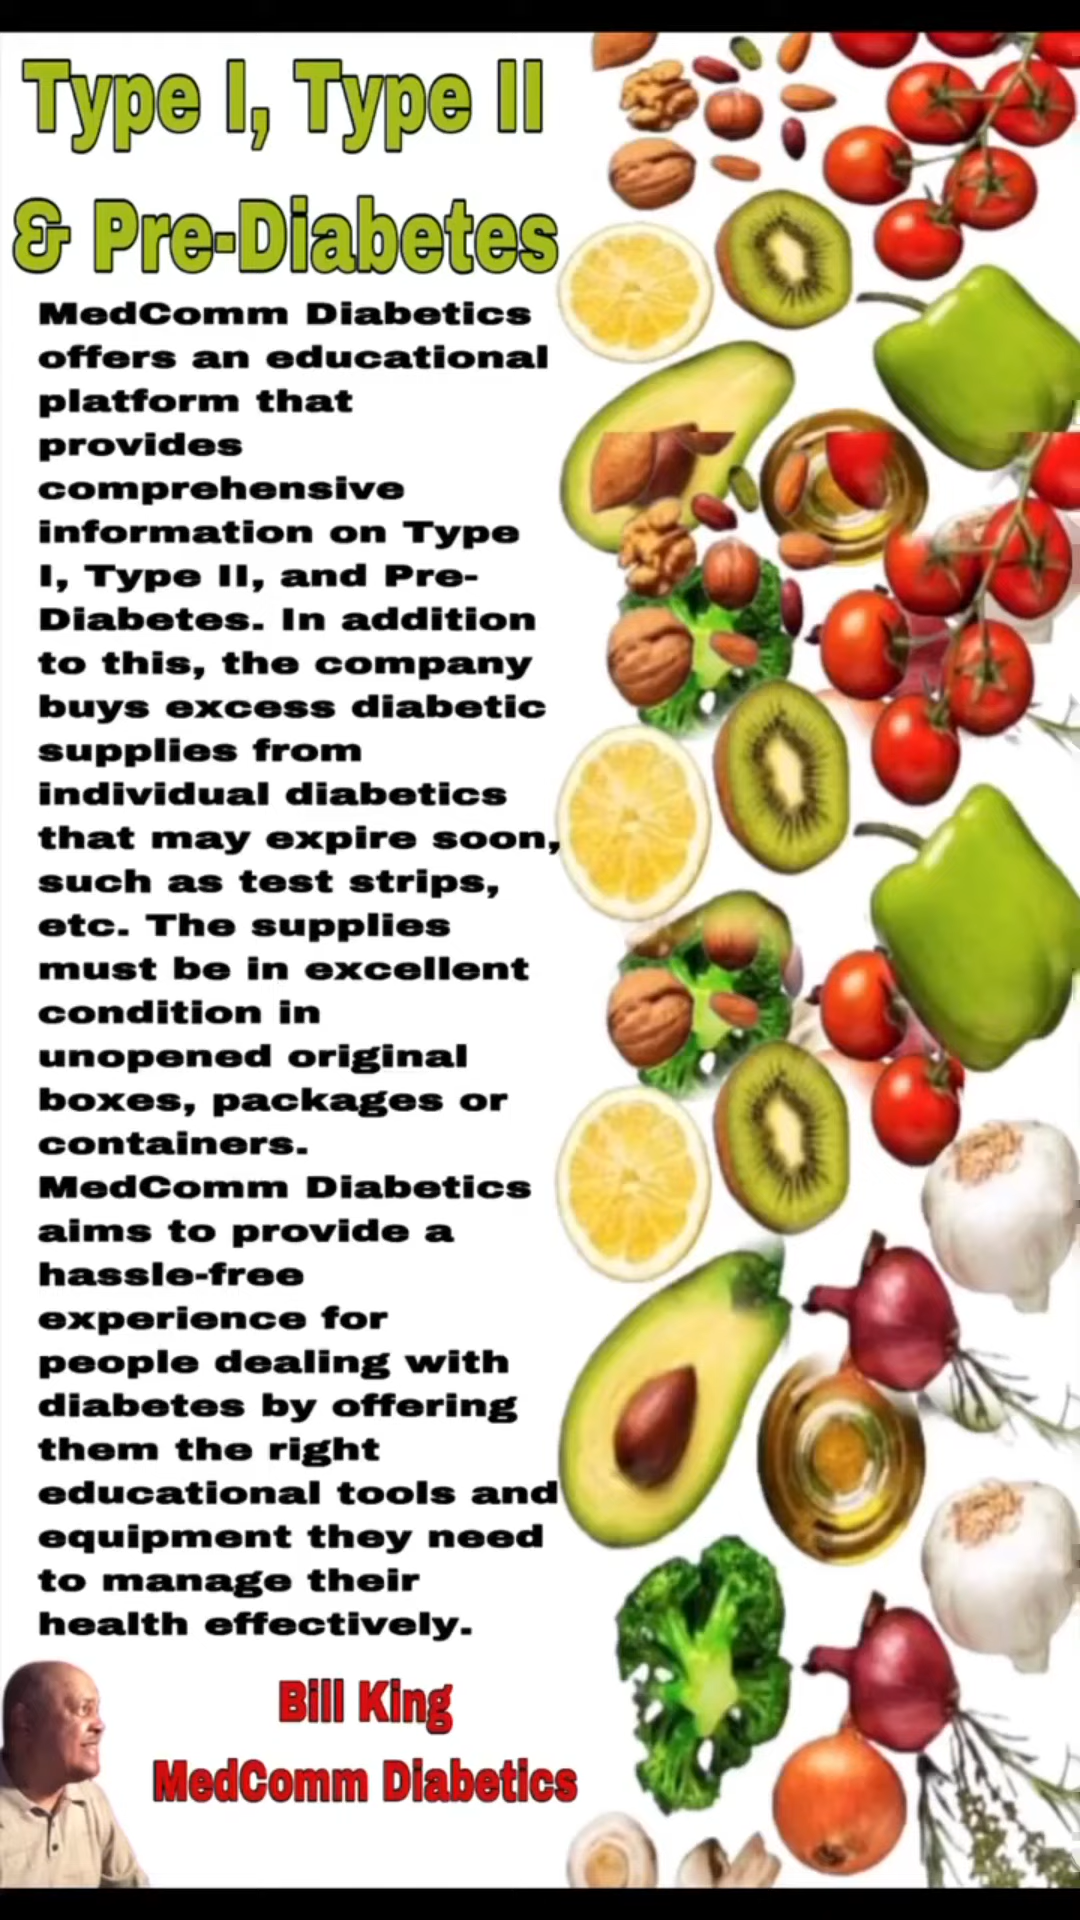 Type I, Type II
& Pre-Diabetes
MedComm Diabetics
offers an educational
platform that
provides
comprehensive
information on Type
I, Type II, and Pre-
Diabetes. In addition
to this, the company
buys excess diabetic
supplies from
individual diabetics
that may expire soon,
such as test strips,
etc. The supplies
must be in excellent
condition in
unopened original
boxes, packages or
containers.
MedComm Diabetics
aims to provide a
hassle-free
experience for
people dealing with
diabetes by offering
them the right
educational tools and
equipment they need
to manage their
health effectively.
Bill King
MedComm Diabetics